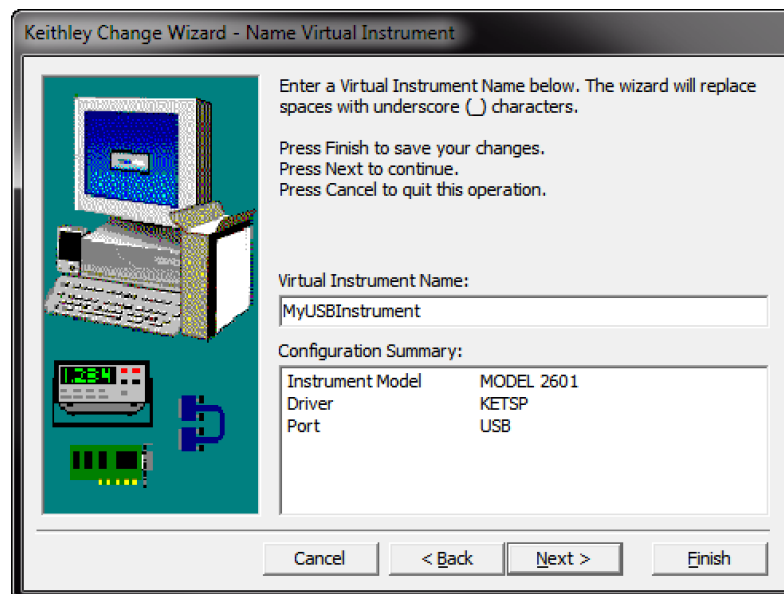 Keithley Change Wizard - Name Virtual Instrument
Enter a Virtual Instrument Name below. The wizard will replace
spaces with underscore (_) characters.
Press Finish to save your changes.
Press Next to continue.
Press Cancel to quit this operation.
Virtual Instrument Name:
MyUSBInstrument
Configuration Summary:
Instrument Model MODEL 2601
Driver KETSP
Port USB
1.234
Cancel < Back Next > Finish